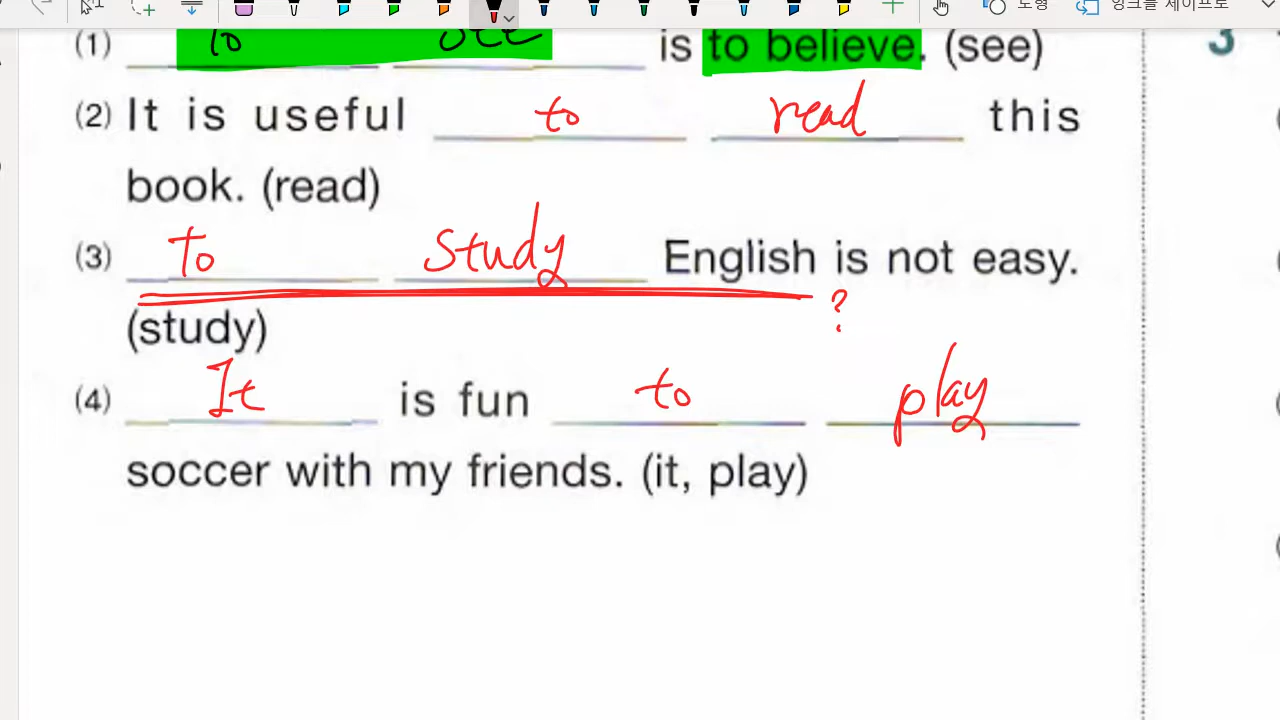 도형 잉크를 셰이프로
(1) To see is to believe. (see) 3
(2) It is useful to read this
book. (read)
(3) To study English is not easy.
?
(study)
(4) It is fun to play
soccer with my friends. (it, play)